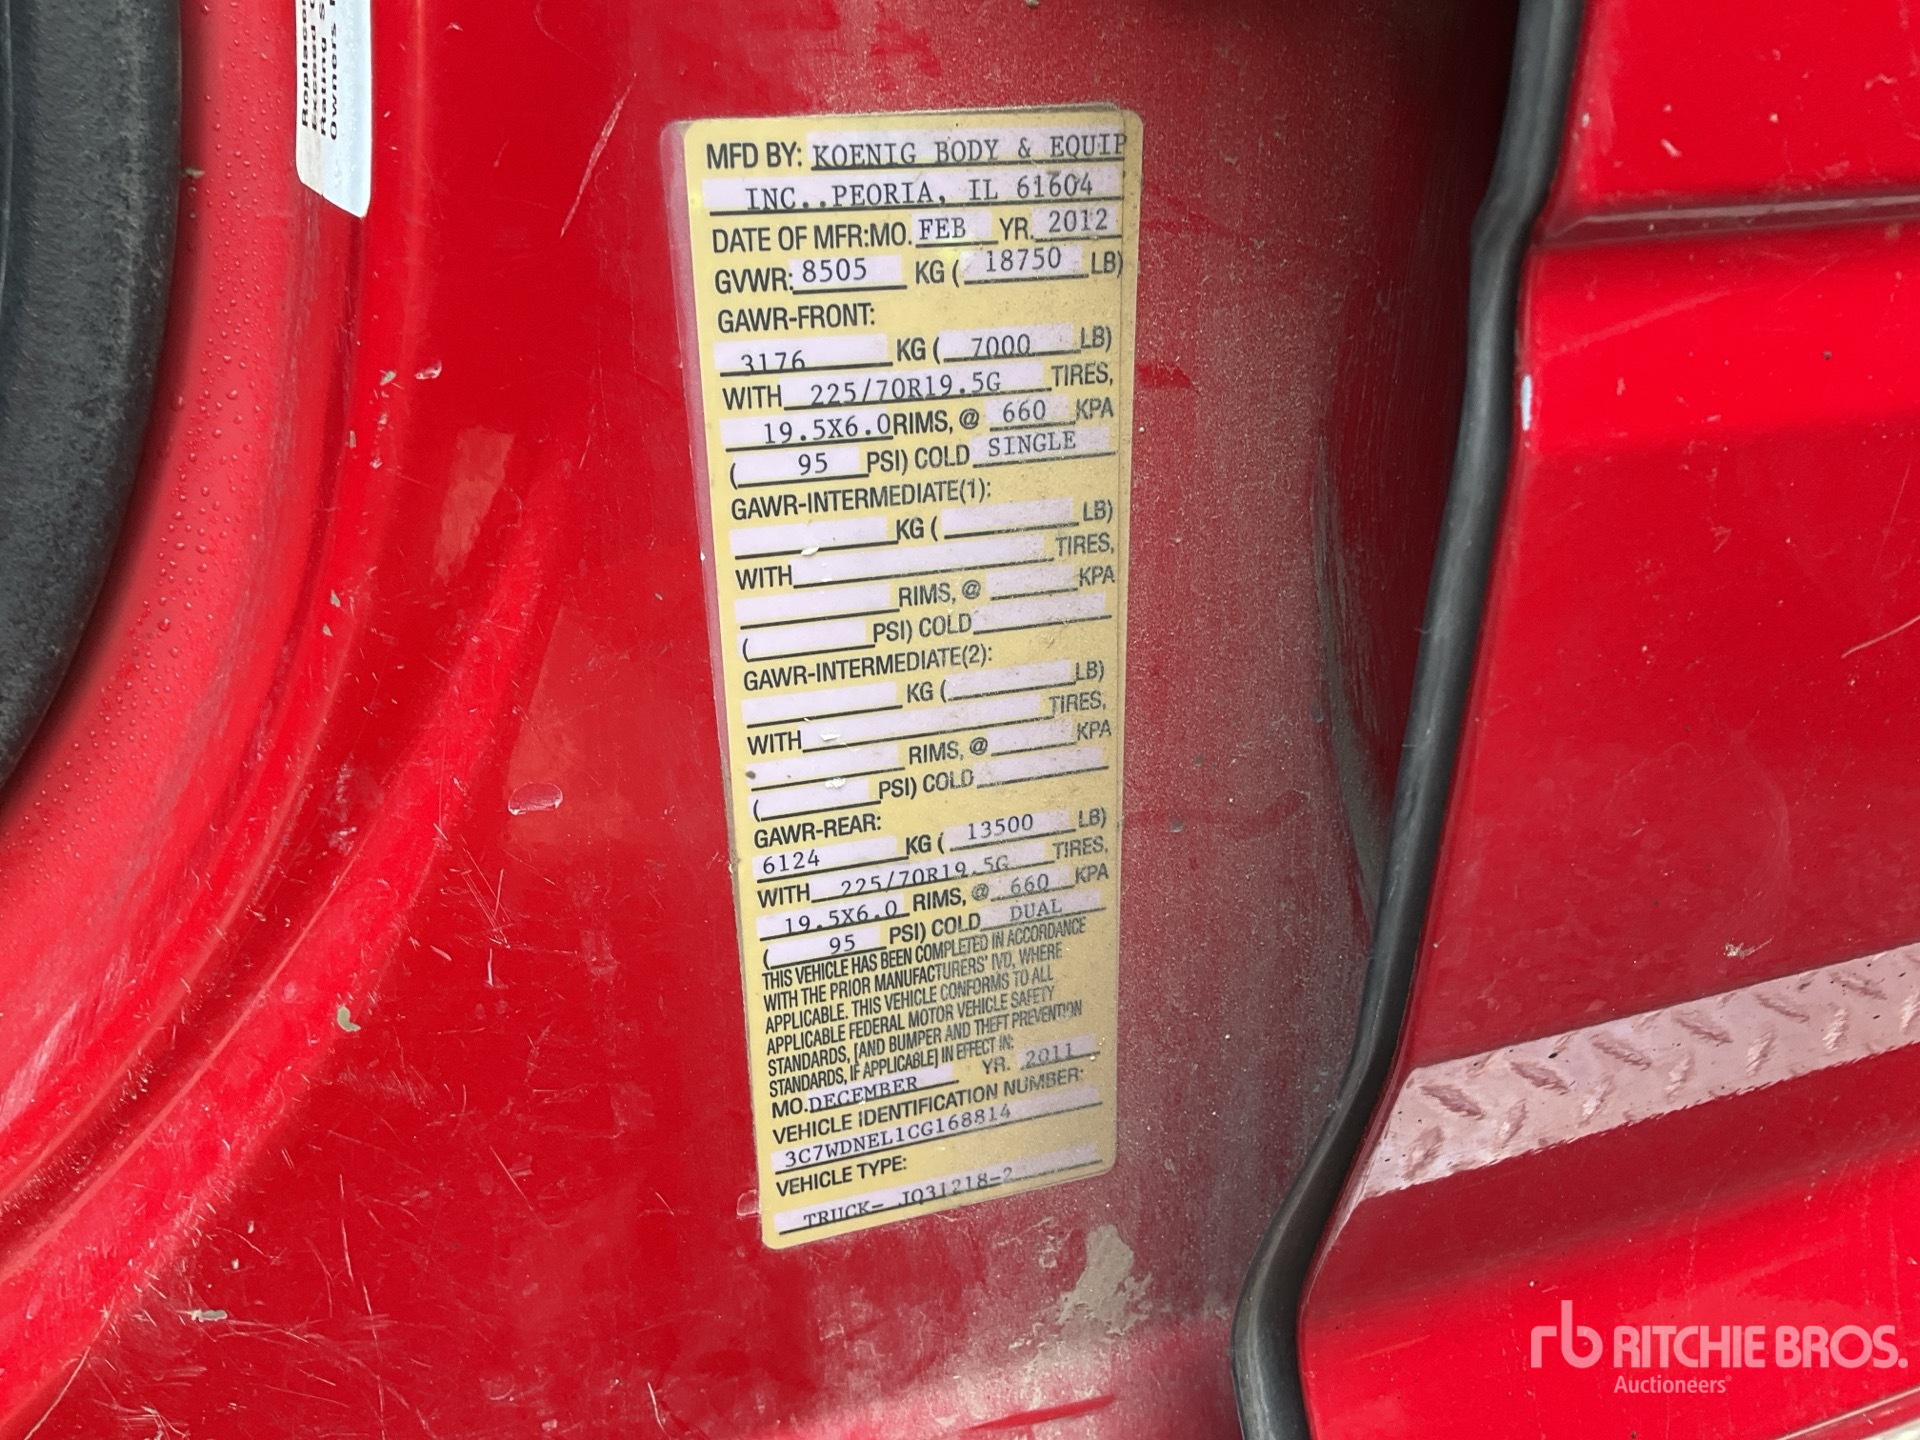 Replaceme
Exceed G
Rating S
Owners
MFD BY: KOENIG BODY & EQUIP
INC..PEORIA, IL 61604
DATE OF MFR:MO. FEB YR. 2012
GVWR: 8505 KG ( 18750 LB)
GAWR-FRONT:
3176 KG ( 7000 LB)
WITH 225/70R19.5G TIRES,
19.5X6.0 RIMS, @ 660 KPA
( 95 PSI) COLD SINGLE
GAWR-INTERMEDIATE(1):
KG ( LB)
WITH TIRES,
RIMS, @ KPA
( PSI) COLD
GAWR-INTERMEDIATE(2):
KG ( LB)
WITH TIRES,
RIMS, @ KPA
( PSI) COLD
GAWR-REAR:
6124 KG ( 13500 LB)
WITH 225/70R19.5G TIRES,
19.5X6.0 RIMS, @ 660 KPA
( 95 PSI) COLD DUAL
THIS VEHICLE HAS BEEN COMPLETED IN ACCORDANCE
WITH THE PRIOR MANUFACTURERS' IVD, WHERE
APPLICABLE. THIS VEHICLE CONFORMS TO ALL
APPLICABLE FEDERAL MOTOR VEHICLE SAFETY
STANDARDS, [AND BUMPER AND THEFT PREVENTION
STANDARDS, IF APPLICABLE] IN EFFECT IN:
MO. DECEMBER YR. 2011
VEHICLE IDENTIFICATION NUMBER:
3C7WDNEL1CG168814
VEHICLE TYPE:
TRUCK- JQ31218-2
rb RITCHIE BROS.
Auctioneers